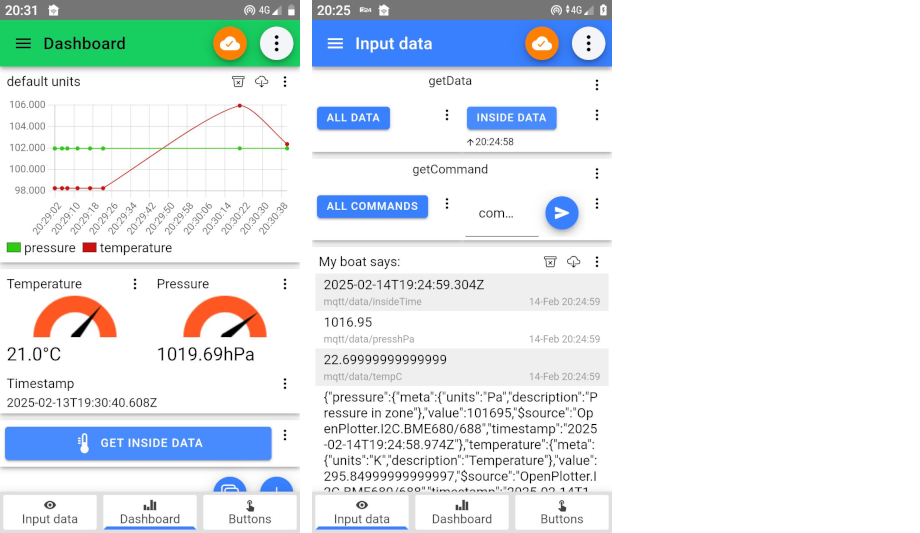 20:31
4G
Dashboard
default units
106.000
104.000
102.000
100.000
98.000
20:29:02
20:29:10
20:29:18
20:29:26
20:29:34
20:29:42
20:29:50
20:29:58
20:30:06
20:30:14
20:30:22
20:30:30
20:30:38
pressure
temperature
Temperature
Pressure
21.0°C
1019.69hPa
Timestamp
2025-02-13T19:30:40.608Z
GET INSIDE DATA
Input data
Dashboard
Buttons
20:25
4G
Input data
getData
ALL DATA
INSIDE DATA
↑20:24:58
getCommand
ALL COMMANDS
com...
My boat says:
2025-02-14T19:24:59.304Z
mqtt/data/insideTime 14-Feb 20:24:59
1016.95
mqtt/data/presshPa 14-Feb 20:24:59
22.69999999999999
mqtt/data/tempC 14-Feb 20:24:59
{"pressure":{"meta":{"units":"Pa","description":"P
ressure in zone"},"value":101695,"$source":"Op
enPlotter.I2C.BME680/688","timestamp":"2025
-02-14T19:24:58.974Z"},"temperature":{"meta":
{"units":"K","description":"Temperature"},"value":
295.84999999999997,"$source":"OpenPlotter.I
2C.BME680/688","timestamp":"2025-02-14T1
Input data
Dashboard
Buttons